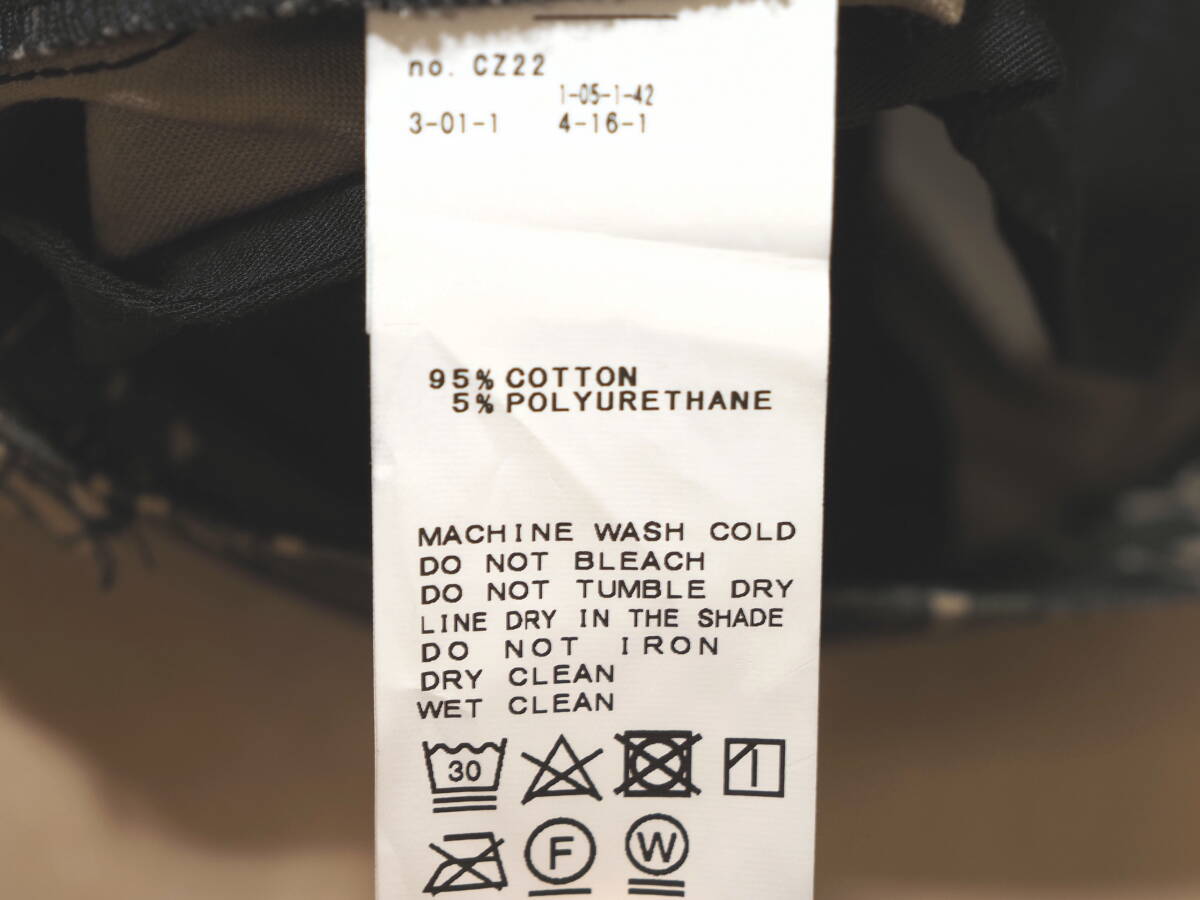 no. CZ22
1-05-1-42
3-01-1 4-16-1
95% COTTON
5% POLYURETHANE
MACHINE WASH COLD
DO NOT BLEACH
DO NOT TUMBLE DRY
LINE DRY IN THE SHADE
DO NOT IRON
DRY CLEAN
WET CLEAN
30
F W